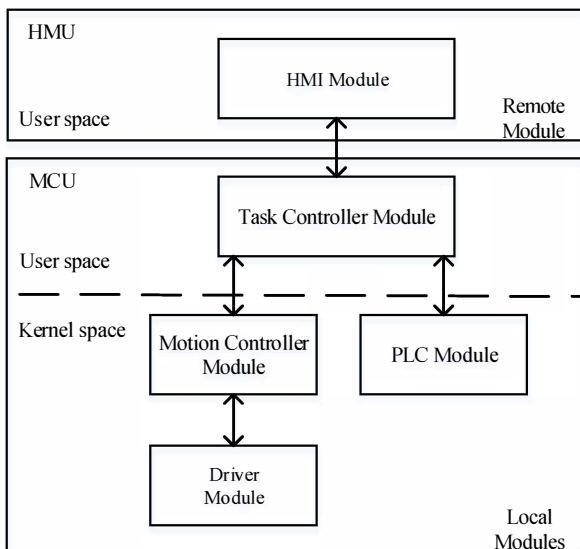 HMU
HMI Module
User space
Remote
Module
MCU
Task Controller Module
User space
Kernel space
Motion Controller
Module
PLC Module
Driver
Module
Local
Modules